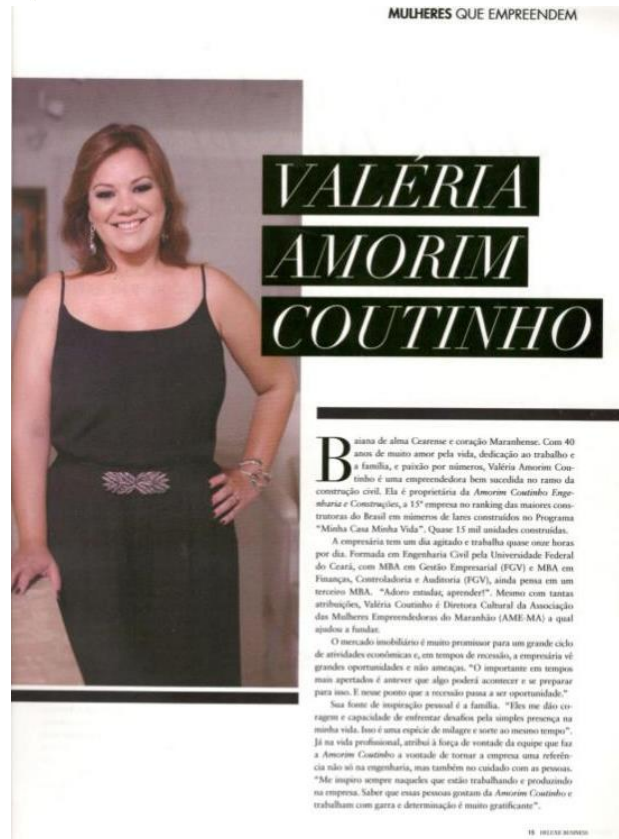 MULHERES QUE EMPREENDEM
VALÉRIA
AMORIM
COUTINHO
Baiana de alma Cearense e coração Maranhense. Com 40
anos de muito amor pela vida, dedicação ao trabalho e
a família, e paixão por números, Valéria Amorim Cou-
tinho é uma empreendedora bem sucedida no ramo da
construção civil. Ela é proprietária da Amorim Coutinho Enge-
nharia e Construções, a 15ª empresa no ranking das maiores cons-
trutoras do Brasil em números de lares construídos no Programa
"Minha Casa Minha Vida". Quase 15 mil unidades construídas.
A empresária tem um dia agitado e trabalha quase onze horas
por dia. Formada em Engenharia Civil pela Universidade Federal
do Ceará, com MBA em Gestão Empresarial (FGV) e MBA em
Finanças, Controladoria e Auditoria (FGV), ainda pensa em um
terceiro MBA. "Adoro estudar, aprender!". Mesmo com tantas
atribuições, Valéria Coutinho é Diretora Cultural da Associação
das Mulheres Empreendedoras do Maranhão (AME-MA) a qual
ajudou a fundar.
O mercado imobiliário é muito promissor para um grande ciclo
de atividades econômicas e, em tempos de recessão, a empresária vê
grandes oportunidades e não ameaças. "O importante em tempos
mais apertados é antever que algo poderá acontecer e se preparar
para isso. E nesse ponto que a recessão passa a ser oportunidade."
Sua fonte de inspiração pessoal é a família. "Eles me dão co-
ragem e capacidade de enfrentar desafios pela simples presença na
minha vida. Isso é uma espécie de milagre e sorte ao mesmo tempo".
Já na vida profissional, atribui à força de vontade da equipe que faz
a Amorim Coutinho a vontade de tornar a empresa uma referên-
cia não só na engenharia, mas também no cuidado com as pessoas.
"Me inspiro sempre naqueles que estão trabalhando e produzindo
na empresa. Saber que essas pessoas gostam da Amorim Coutinho e
trabalham com garra e determinação é muito gratificante".
15 DELUXE BUSINESS